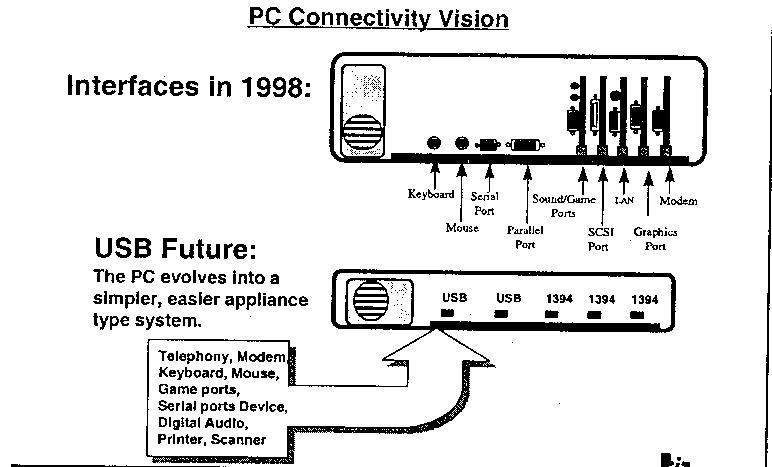 PC Connectivity Vision
Interfaces in 1998:
Keyboard
Mouse
Serial
Port
Parallel
Port
Sound/Game
Ports
SCSI
Port
LAN
Graphics
Port
Modem
USB Future:
The PC evolves into a
simpler, easier appliance
type system.
USB USB 1394 1394 1394
Telephony, Modem
Keyboard, Mouse,
Game ports,
Serial ports Device,
Digital Audio,
Printer, Scanner